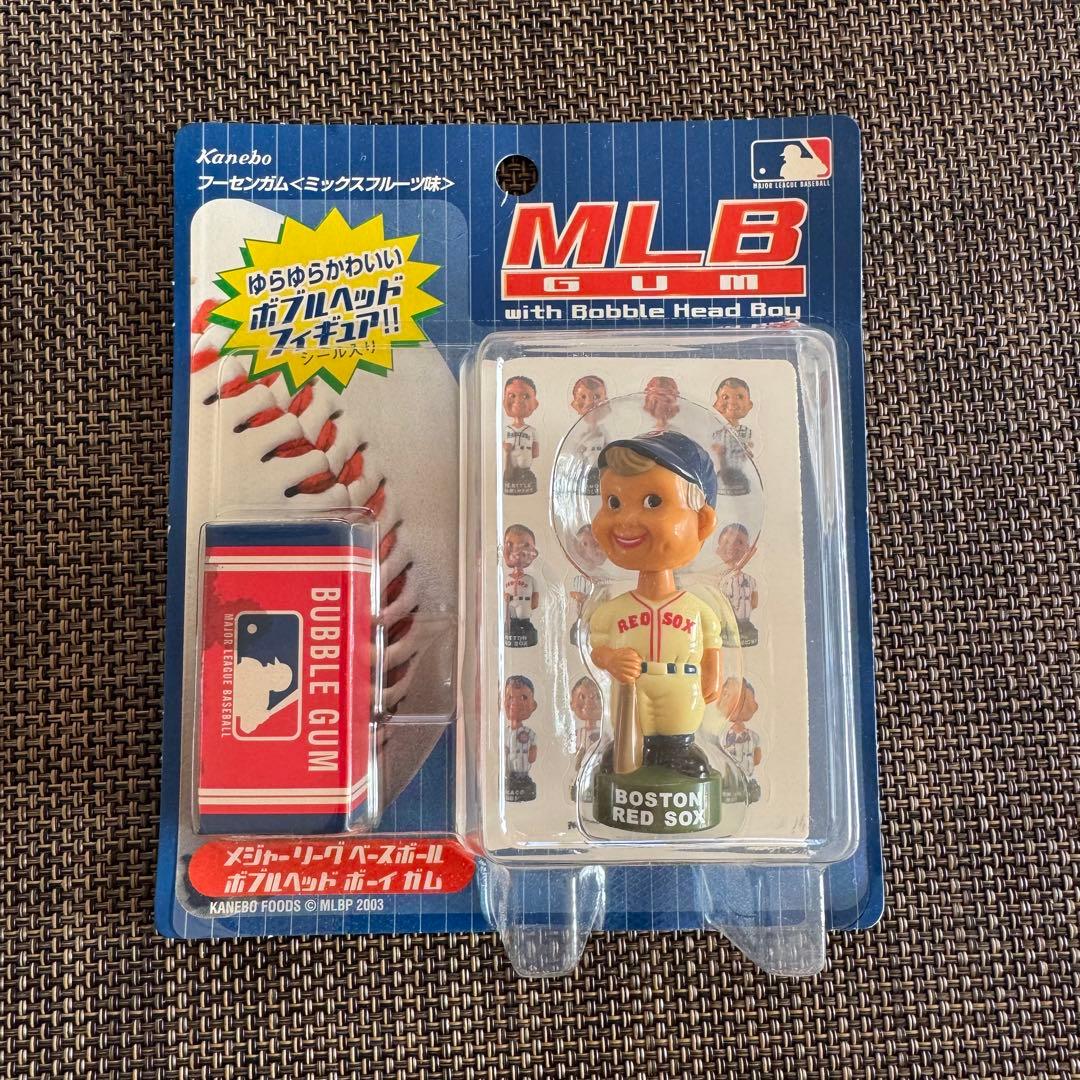 Kanebo
フーセンガム<ミックスフルーツ味>
MAJOR LEAGUE BASEBALL
MLB
GUM
with Bobble Head Boy
ゆらゆらかわいい
ボブルヘッド
フィギュア!!
シール入り
BUBBLE GUM
MAJOR LEAGUE BASEBALL
RED SOX
BOSTON
RED SOX
メジャーリーグベースボール
ボブルヘッド ボーイ ガム
KANEBO FOODS © MLBP 2003